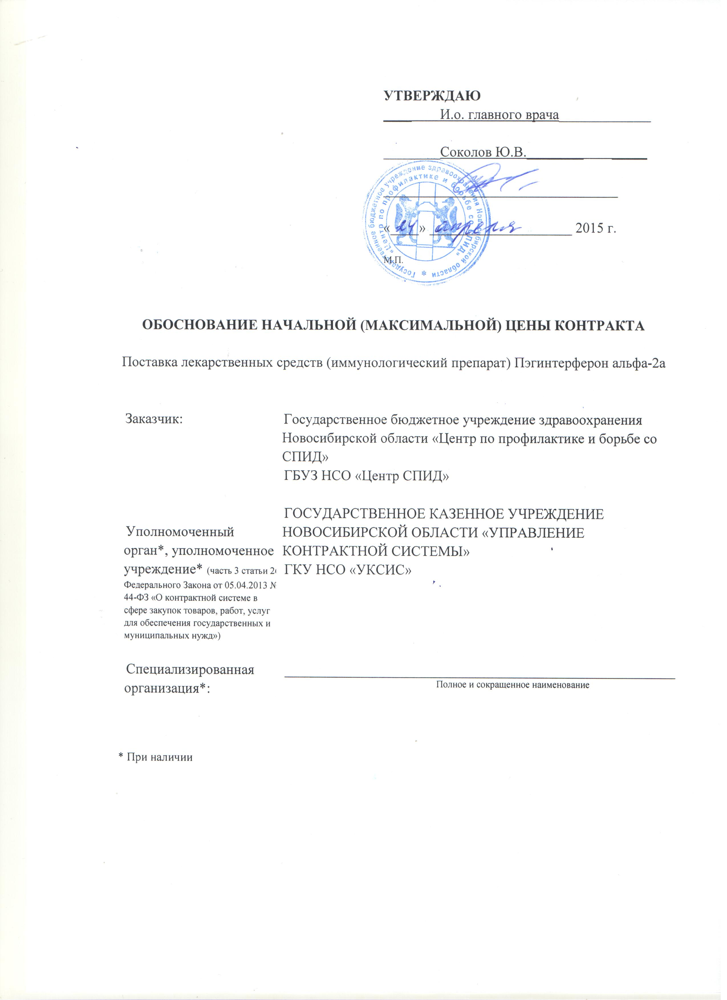 УТВЕРЖДАЮ
И.о. главного врача
Соколов Ю.В.
« 24 » апреля 2015 г.
М.П.
Государственное бюджетное учреждение здравоохранения Новосибирской области *
«Центр по профилактике и борьбе со СПИД»
ОБОСНОВАНИЕ НАЧАЛЬНОЙ (МАКСИМАЛЬНОЙ) ЦЕНЫ КОНТРАКТА
Поставка лекарственных средств (иммунологический препарат) Пэгинтерферон альфа-2a
Заказчик:
Государственное бюджетное учреждение здравоохранения
Новосибирской области «Центр по профилактике и борьбе со
СПИД»
ГБУЗ НСО «Центр СПИД»
Уполномоченный
орган*, уполномоченное
учреждение* (часть 3 статьи 26
Федерального Закона от 05.04.2013 №
44-ФЗ «О контрактной системе в
сфере закупок товаров, работ, услуг
для обеспечения государственных и
муниципальных нужд»)
ГОСУДАРСТВЕННОЕ КАЗЕННОЕ УЧРЕЖДЕНИЕ
НОВОСИБИРСКОЙ ОБЛАСТИ «УПРАВЛЕНИЕ
КОНТРАКТНОЙ СИСТЕМЫ»
ГКУ НСО «УКСИС»
Специализированная
организация*:
Полное и сокращенное наименование
* При наличии